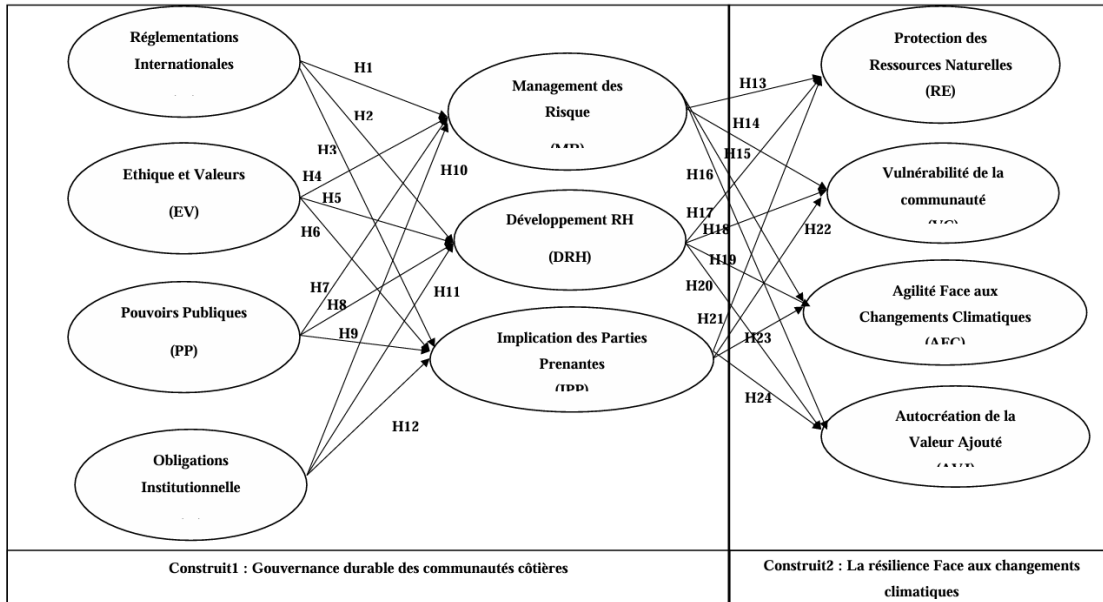 Réglementations
Internationales
Ethique et Valeurs
(EV)
Pouvoirs Publiques
(PP)
Obligations
Institutionnelle
H1
H2
H3
H4
H5
H6
H7
H8
H9
H10
H11
H12
Management des
Risque
Développement RH
(DRH)
Implication des Parties
Prenantes
(IPP)
H13
H14
H15
H16
H17
H18
H19
H20
H21
H22
H23
H24
Protection des
Ressources Naturelles
(RE)
Vulnérabilité de la
communauté
Agilité Face aux
Changements Climatiques
Autocréation de la
Valeur Ajouté
Construit1 : Gouvernance durable des communautés côtières
Construit2 : La résilience Face aux changements
climatiques